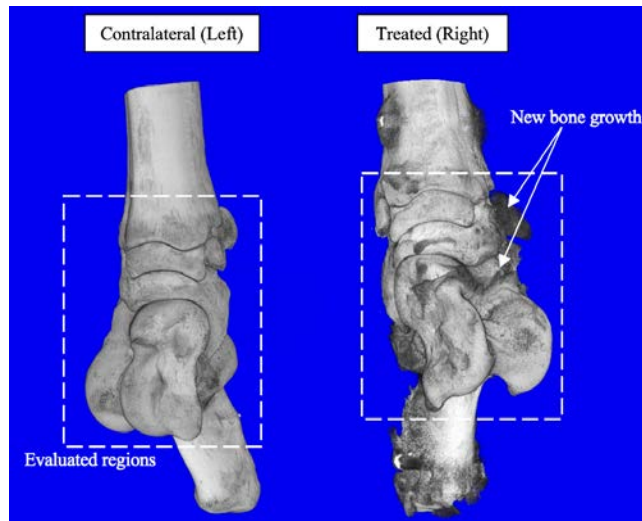 Contralateral (Left)
Treated (Right)
New bone growth
Evaluated regions